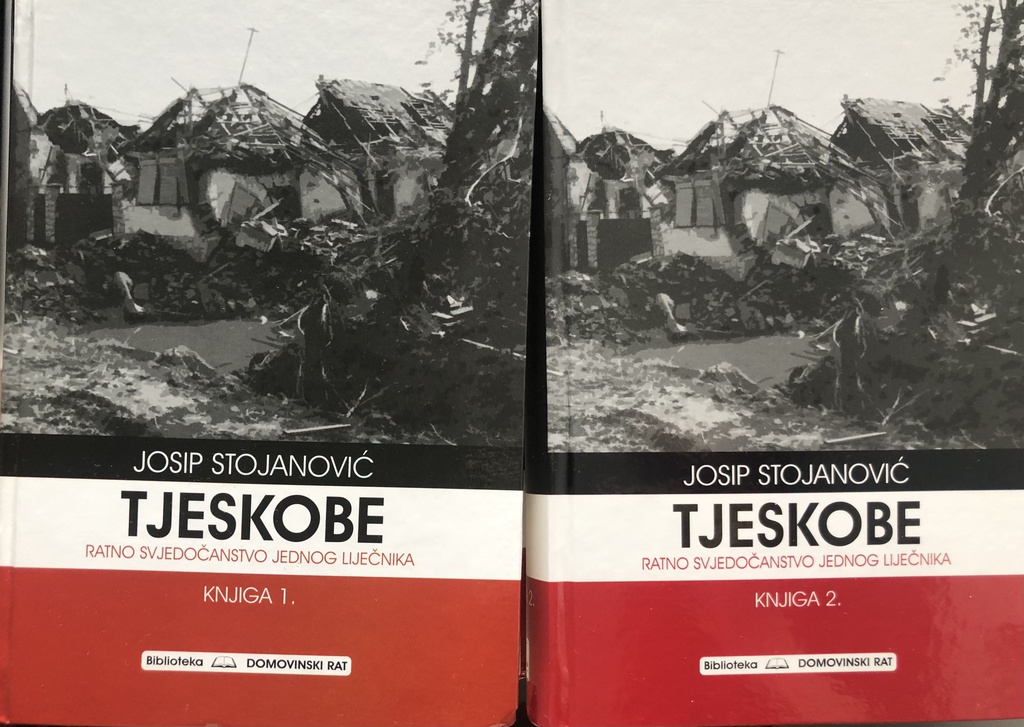 JOSIP STOJANOVIĆ
TJESKOBE
RATNO SVJEDOČANSTVO JEDNOG LIJEČNIKA
KNJIGA 1.
Biblioteka DOMOVINSKI RAT
JOSIP STOJANOVIĆ
TJESKOBE
RATNO SVJEDOČANSTVO JEDNOG LIJEČNIKA
2.
KNJIGA 2.
Biblioteka DOMOVINSKI RAT